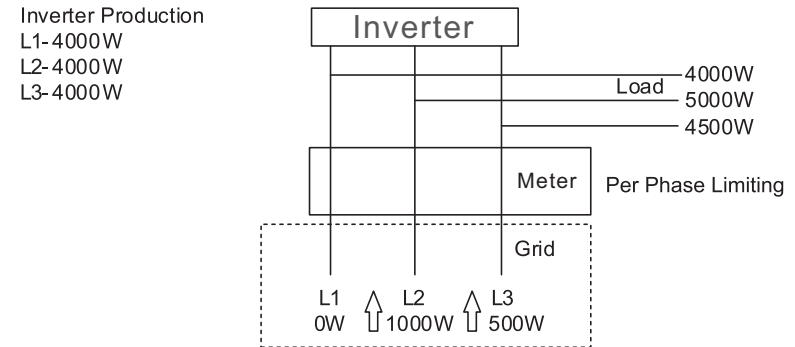 Inverter Production
L1-4000W
L2-4000W
L3-4000W
Inverter
4000W
Load
5000W
4500W
Meter
Per Phase Limiting
Grid
L1 L2 L3
0W 1000W 500W